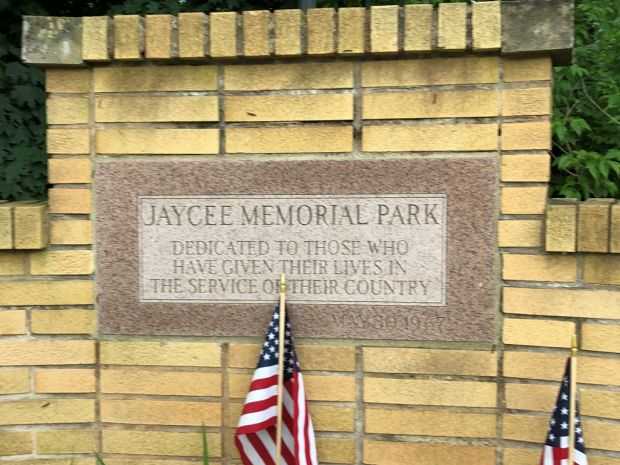 JAYCEE MEMORIAL PARK
DEDICATED TO THOSE WHO
HAVE GIVEN THEIR LIVES IN
THE SERVICE OF THEIR COUNTRY
MAY 30 1967